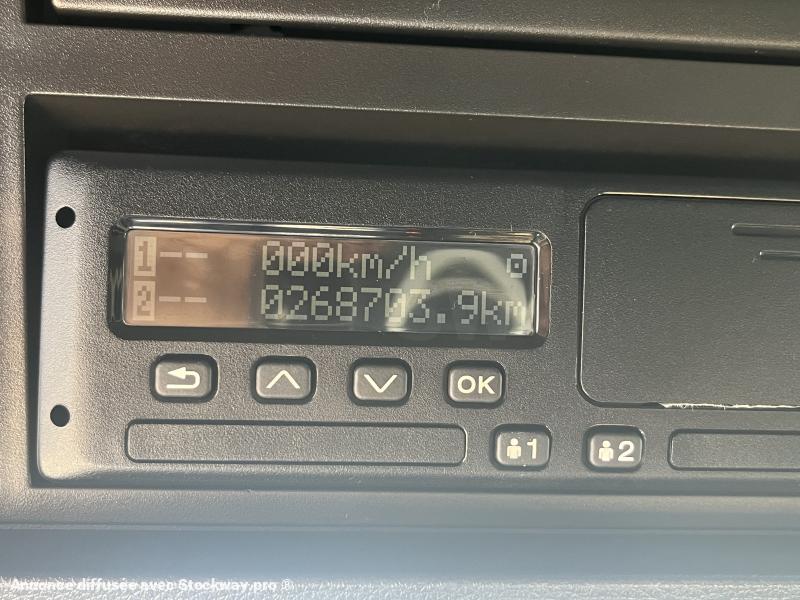 1-- 000km/h
2-- 0268703.9km
OK
1
2
Annonce diffusée avec Stockway.pro ®